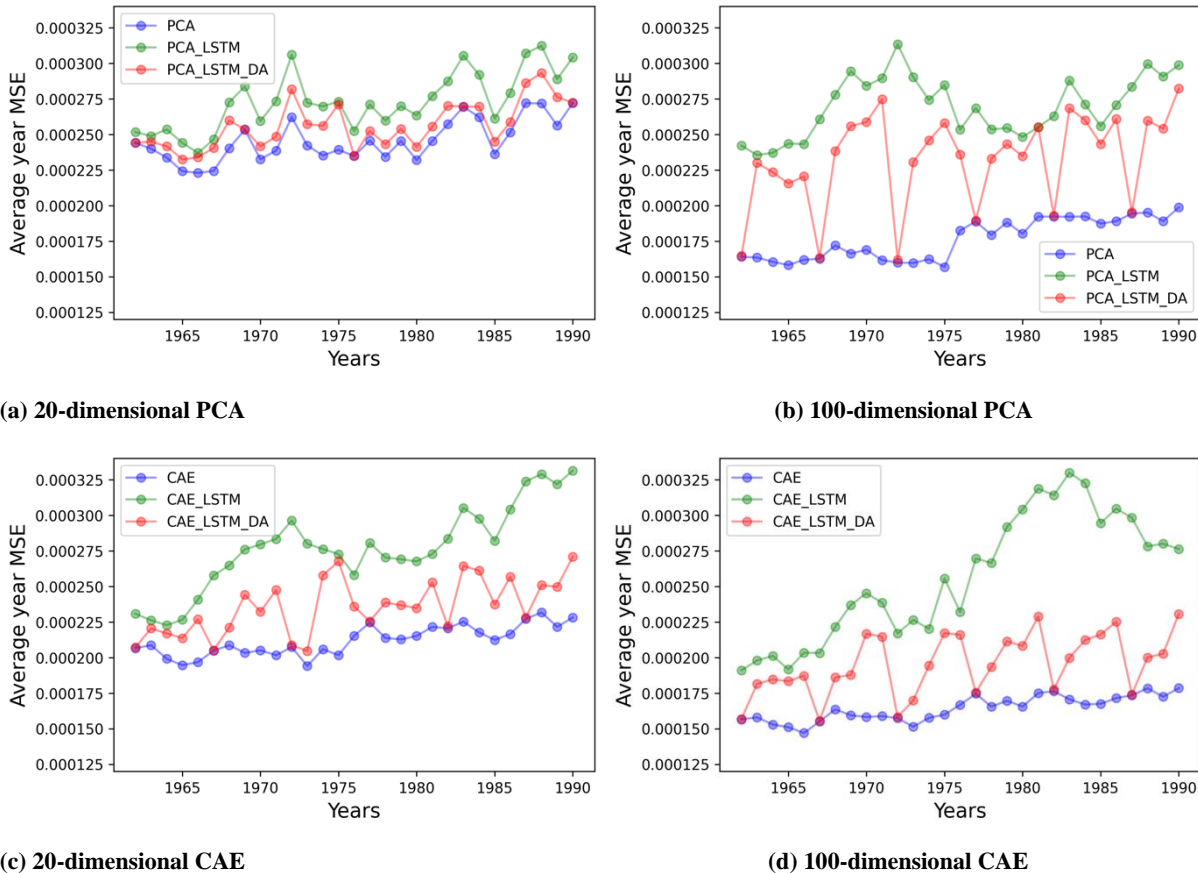 0.000325
0.000300
0.000275
0.000250
0.000225
0.000200
0.000175
0.000150
0.000125
Average year MSE
PCA
PCA_LSTM
PCA_LSTM_DA
1965 1970 1975 1980 1985 1990
Years
(a) 20-dimensional PCA
0.000325
0.000300
0.000275
0.000250
0.000225
0.000200
0.000175
0.000150
0.000125
Average year MSE
PCA
PCA_LSTM
PCA_LSTM_DA
1965 1970 1975 1980 1985 1990
Years
(b) 100-dimensional PCA
0.000325
0.000300
0.000275
0.000250
0.000225
0.000200
0.000175
0.000150
0.000125
Average year MSE
CAE
CAE_LSTM
CAE_LSTM_DA
1965 1970 1975 1980 1985 1990
Years
(c) 20-dimensional CAE
0.000325
0.000300
0.000275
0.000250
0.000225
0.000200
0.000175
0.000150
0.000125
Average year MSE
CAE
CAE_LSTM
CAE_LSTM_DA
1965 1970 1975 1980 1985 1990
Years
(d) 100-dimensional CAE